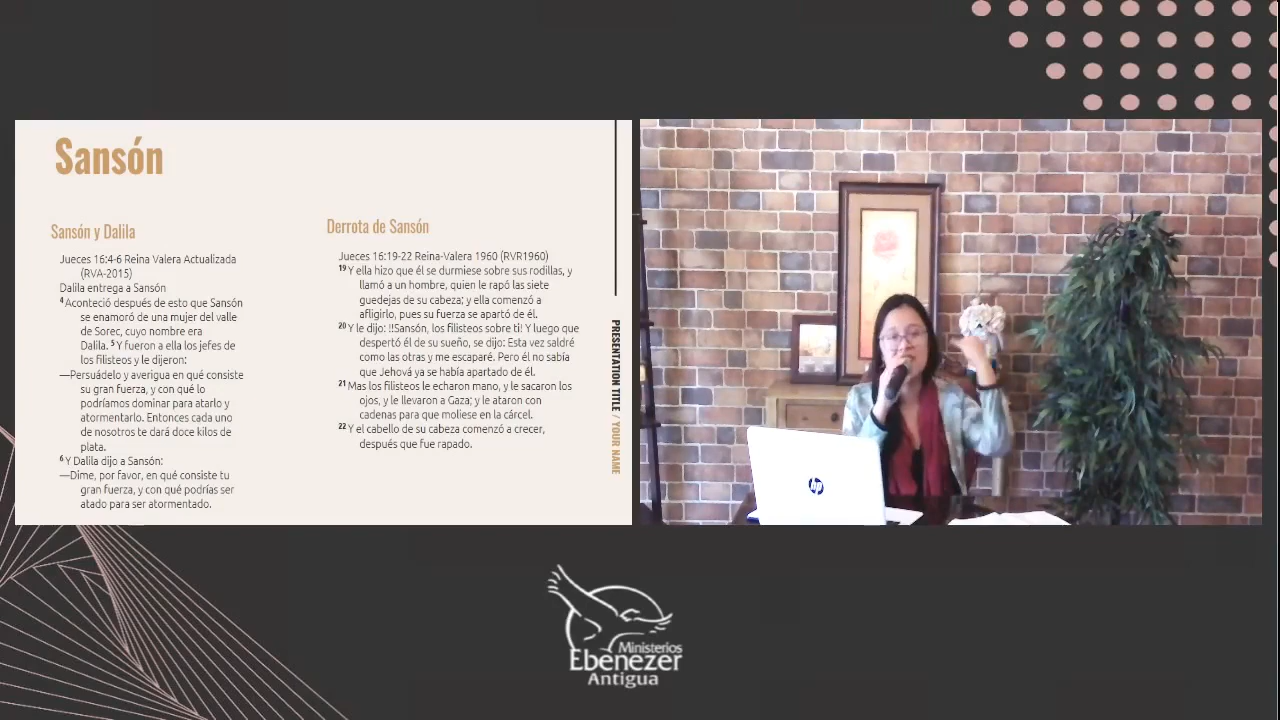 Sansón
Sansón y Dalila
Jueces 16:4-6 Reina Valera Actualizada
(RVA-2015)
Dalila entrega a Sansón
4 Aconteció después de esto que Sansón
se enamoró de una mujer del valle
de Sorec, cuyo nombre era
Dalila. 5 Y fueron a ella los jefes de
los filisteos y le dijeron:
—Persuádelo y averigua en qué consiste
su gran fuerza, y con qué lo
podríamos dominar para atarlo y
atormentarlo. Entonces cada uno
de nosotros te dará doce kilos de
plata.
6 Y Dalila dijo a Sansón:
—Dime, por favor, en qué consiste tu
gran fuerza, y con qué podrías ser
atado para ser atormentado.
Derrota de Sansón
Jueces 16:19-22 Reina-Valera 1960 (RVR1960)
19 Y ella hizo que él se durmiese sobre sus rodillas, y
llamó a un hombre, quien le rapó las siete
guedejas de su cabeza; y ella comenzó a
afligirlo, pues su fuerza se apartó de él.
20 Y le dijo: !!Sansón, los filisteos sobre ti! Y luego que
despertó él de su sueño, se dijo: Esta vez saldré
como las otras y me escaparé. Pero él no sabía
que Jehová ya se había apartado de él.
21 Mas los filisteos le echaron mano, y le sacaron los
ojos, y le llevaron a Gaza; y le ataron con
cadenas para que moliese en la cárcel.
22 Y el cabello de su cabeza comenzó a crecer,
después que fue rapado.
PRESENTATION TITLE / YOUR NAME
hp
Ministerios
Ebenezer
Antigua